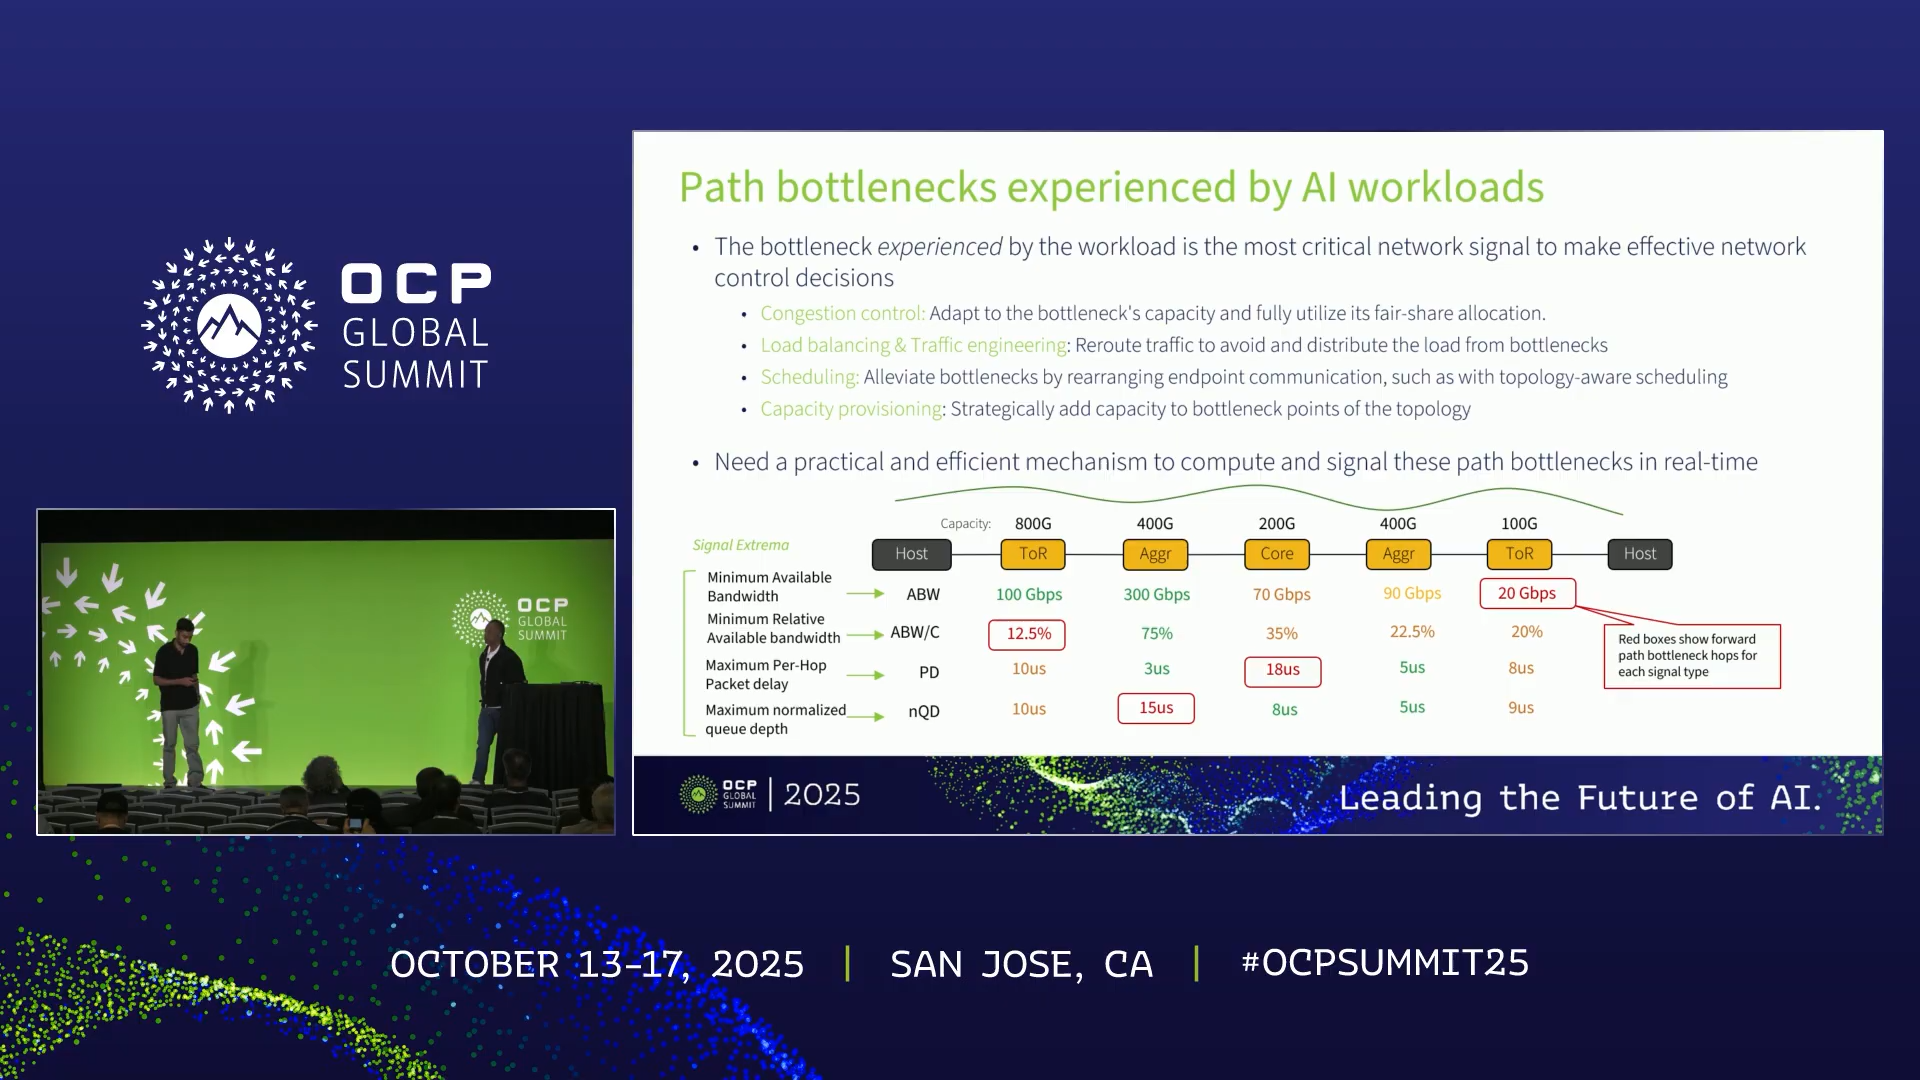 OCP
GLOBAL
SUMMIT
Path bottlenecks experienced by AI workloads
• The bottleneck experienced by the workload is the most critical network signal to make effective network
control decisions
• Congestion control: Adapt to the bottleneck's capacity and fully utilize its fair-share allocation.
• Load balancing & Traffic engineering: Reroute traffic to avoid and distribute the load from bottlenecks
• Scheduling: Alleviate bottlenecks by rearranging endpoint communication, such as with topology-aware scheduling
• Capacity provisioning: Strategically add capacity to bottleneck points of the topology
• Need a practical and efficient mechanism to compute and signal these path bottlenecks in real-time
Capacity: 800G 400G 200G 400G 100G
Signal Extrema
Host ToR Aggr Core Aggr ToR Host
Minimum Available
Bandwidth
ABW 100 Gbps 300 Gbps 70 Gbps 90 Gbps 20 Gbps
Minimum Relative
Available bandwidth
ABW/C 12.5% 75% 35% 22.5% 20%
Maximum Per-Hop
Packet delay
PD 10us 3us 18us 5us 8us
Maximum normalized
queue depth
nQD 10us 15us 8us 5us 9us
Red boxes show forward
path bottleneck hops for
each signal type
OCP
GLOBAL
SUMMIT
2025
Leading the Future of AI.
OCP
GLOBAL
SUMMIT
OCTOBER 13-17, 2025 | SAN JOSE, CA | #OCPSUMMIT25